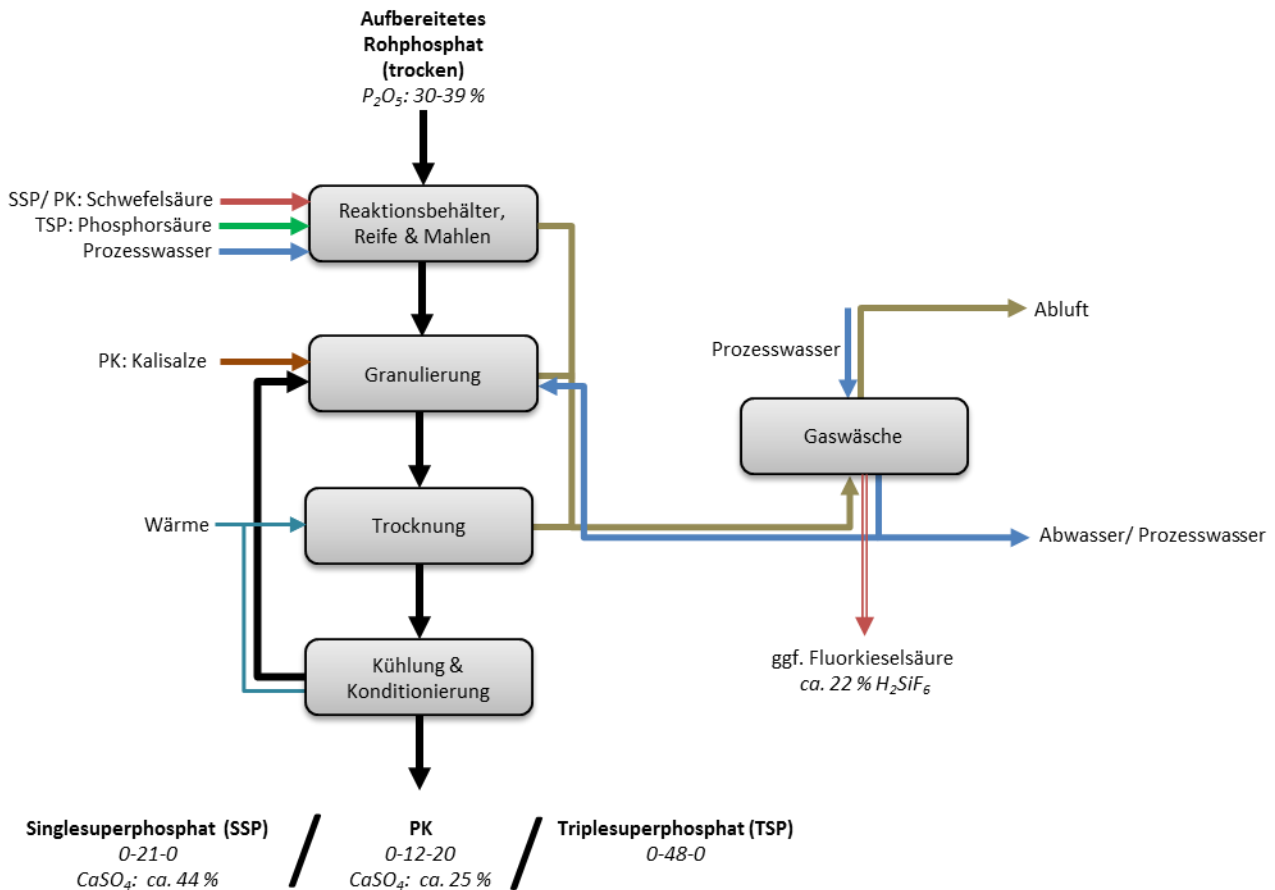 Aufbereitetes
Rohphosphat
(trocken)
P₂O₅: 30-39 %
SSP/ PK: Schwefelsäure
TSP: Phosphorsäure
Prozesswasser
Reaktionsbehälter,
Reife & Mahlen
PK: Kalisalze
Granulierung
Prozesswasser
Abluft
Gaswäsche
Wärme
Trocknung
Abwasser/ Prozesswasser
Kühlung &
Konditionierung
ggf. Fluorkieselsäure
ca. 22 % H₂SiF₆
Singlesuperphosphat (SSP)
0-21-0
CaSO₄: ca. 44 %
PK
0-12-20
CaSO₄: ca. 25 %
Triplesuperphosphat (TSP)
0-48-0